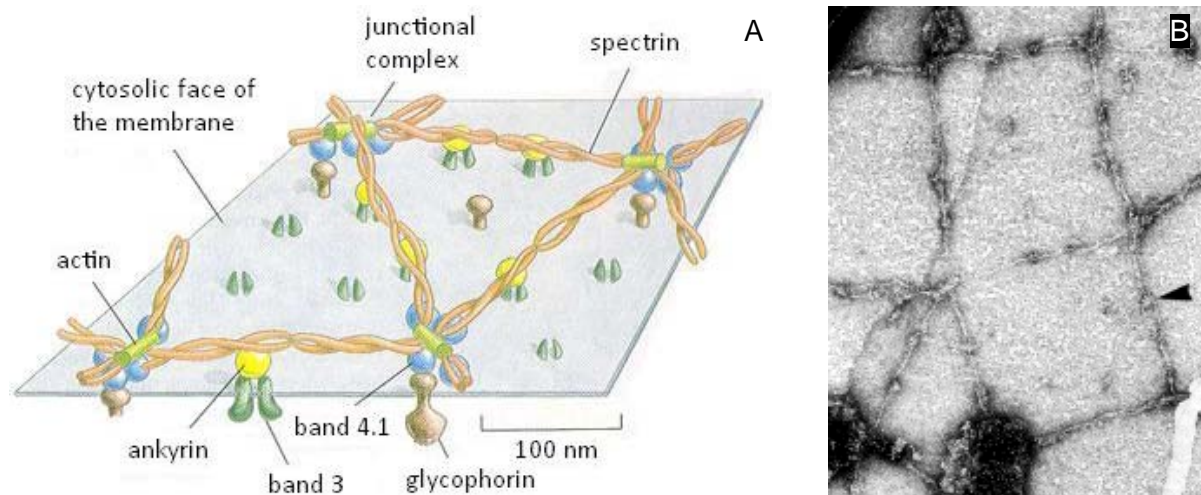 A
B
junctional
complex
spectrin
cytosolic face of
the membrane
actin
ankyrin
band 3
band 4.1
glycophorin
100 nm